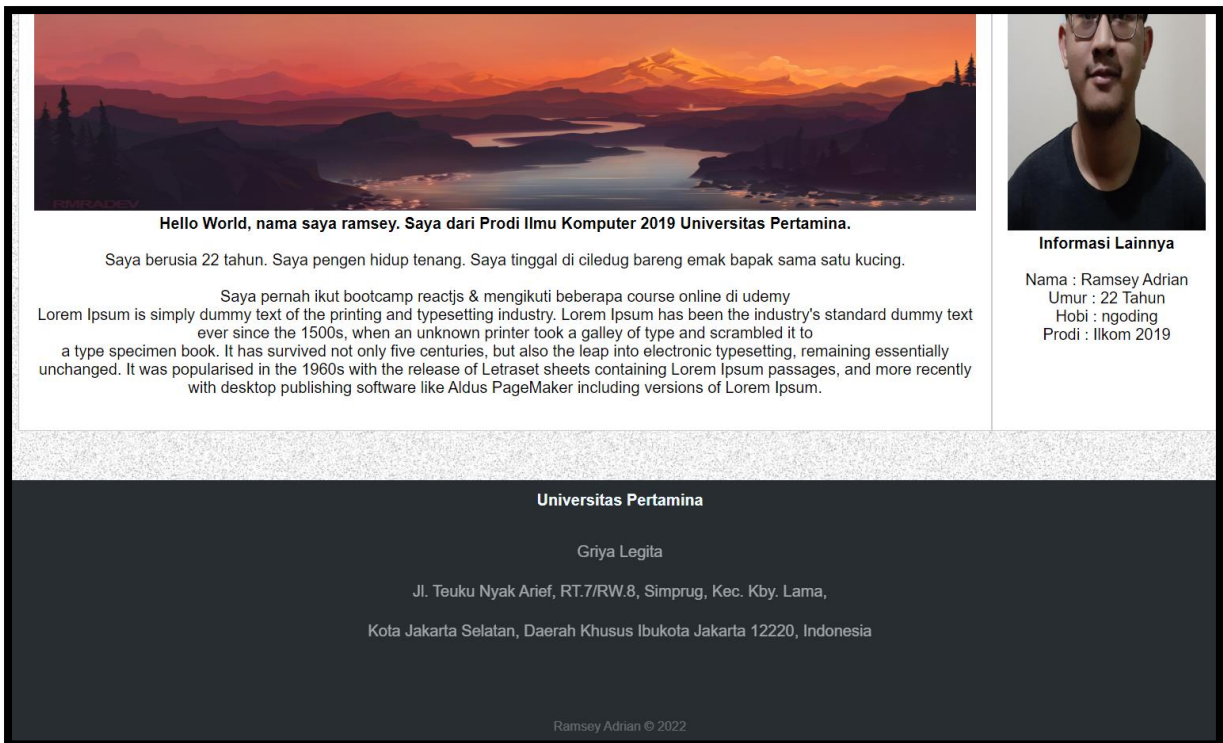 RMRADEV
Hello World, nama saya ramsey. Saya dari Prodi Ilmu Komputer 2019 Universitas Pertamina.
Saya berusia 22 tahun. Saya pengen hidup tenang. Saya tinggal di ciledug bareng emak bapak sama satu kucing.
Saya pernah ikut bootcamp reactjs & mengikuti beberapa course online di udemy
Lorem Ipsum is simply dummy text of the printing and typesetting industry. Lorem Ipsum has been the industry's standard dummy text
ever since the 1500s, when an unknown printer took a galley of type and scrambled it to
a type specimen book. It has survived not only five centuries, but also the leap into electronic typesetting, remaining essentially
unchanged. It was popularised in the 1960s with the release of Letraset sheets containing Lorem Ipsum passages, and more recently
with desktop publishing software like Aldus PageMaker including versions of Lorem Ipsum.
Informasi Lainnya
Nama : Ramsey Adrian
Umur : 22 Tahun
Hobi : ngoding
Prodi : Ilkom 2019
Universitas Pertamina
Griya Legita
Jl. Teuku Nyak Arief, RT.7/RW.8, Simprug, Kec. Kby. Lama,
Kota Jakarta Selatan, Daerah Khusus Ibukota Jakarta 12220, Indonesia
Ramsey Adrian © 2022